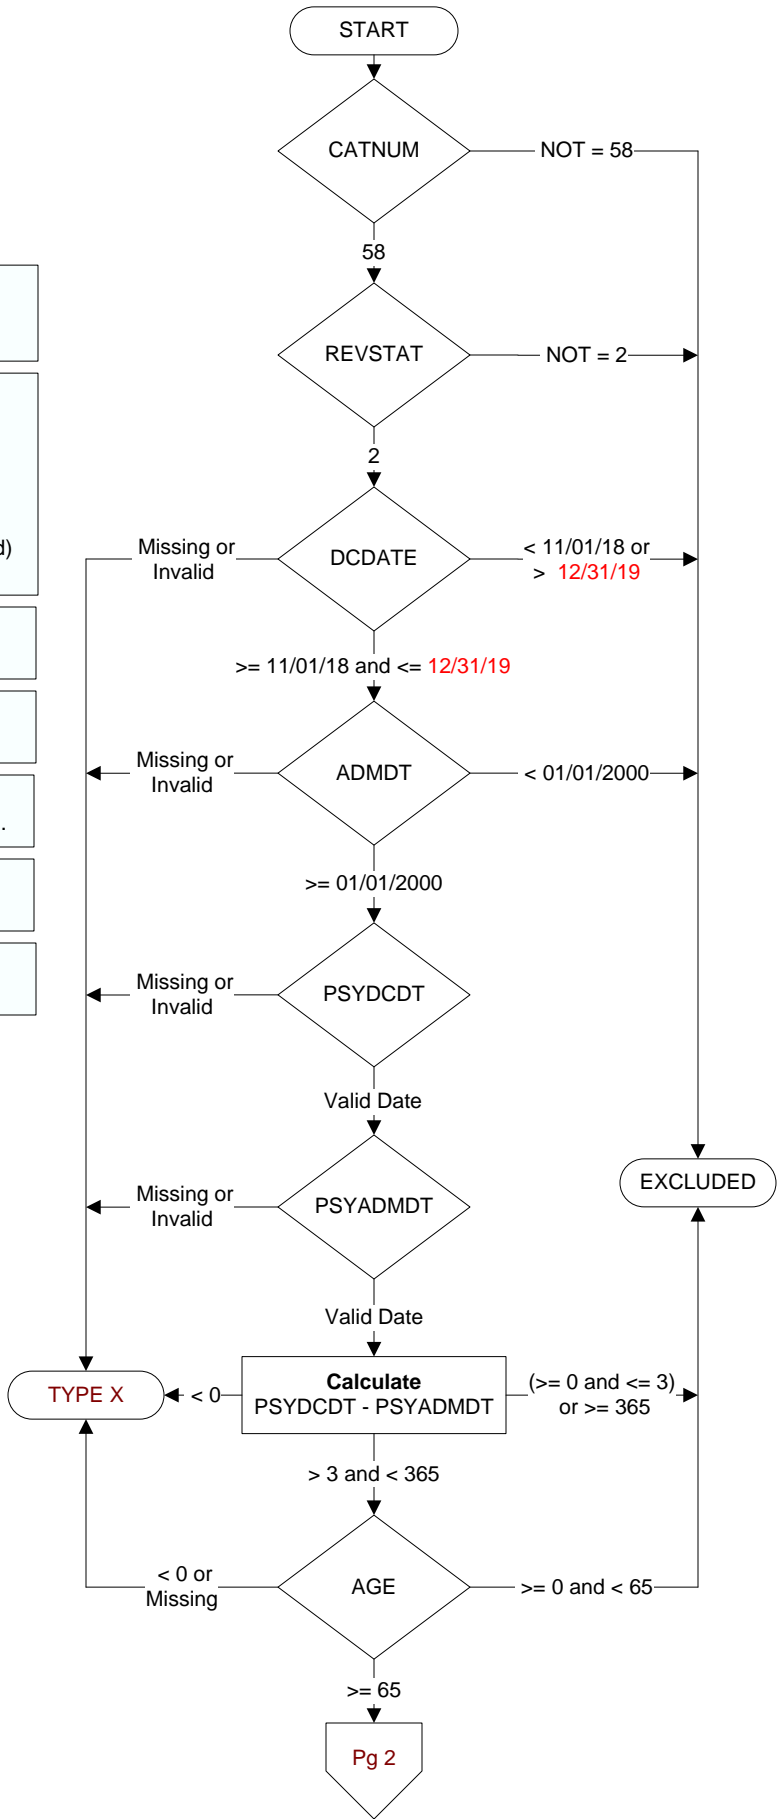 START
CATNUM
NOT = 58
58
REVSTAT
NOT = 2
2
d)
Missing or
Invalid
DCDATE
< 11/01/18 or
> 12/31/19
>= 11/01/18 and <= 12/31/19
Missing or
Invalid
ADMDT
< 01/01/2000
.
>= 01/01/2000
Missing or
Invalid
PSYDCDT
Valid Date
Missing or
Invalid
PSYADMDT
EXCLUDED
Valid Date
TYPE X
< 0
Calculate
PSYDCDT - PSYADMDT
(>= 0 and <= 3)
or >= 365
> 3 and < 365
< 0 or
Missing
AGE
>= 0 and < 65
>= 65
Pg 2